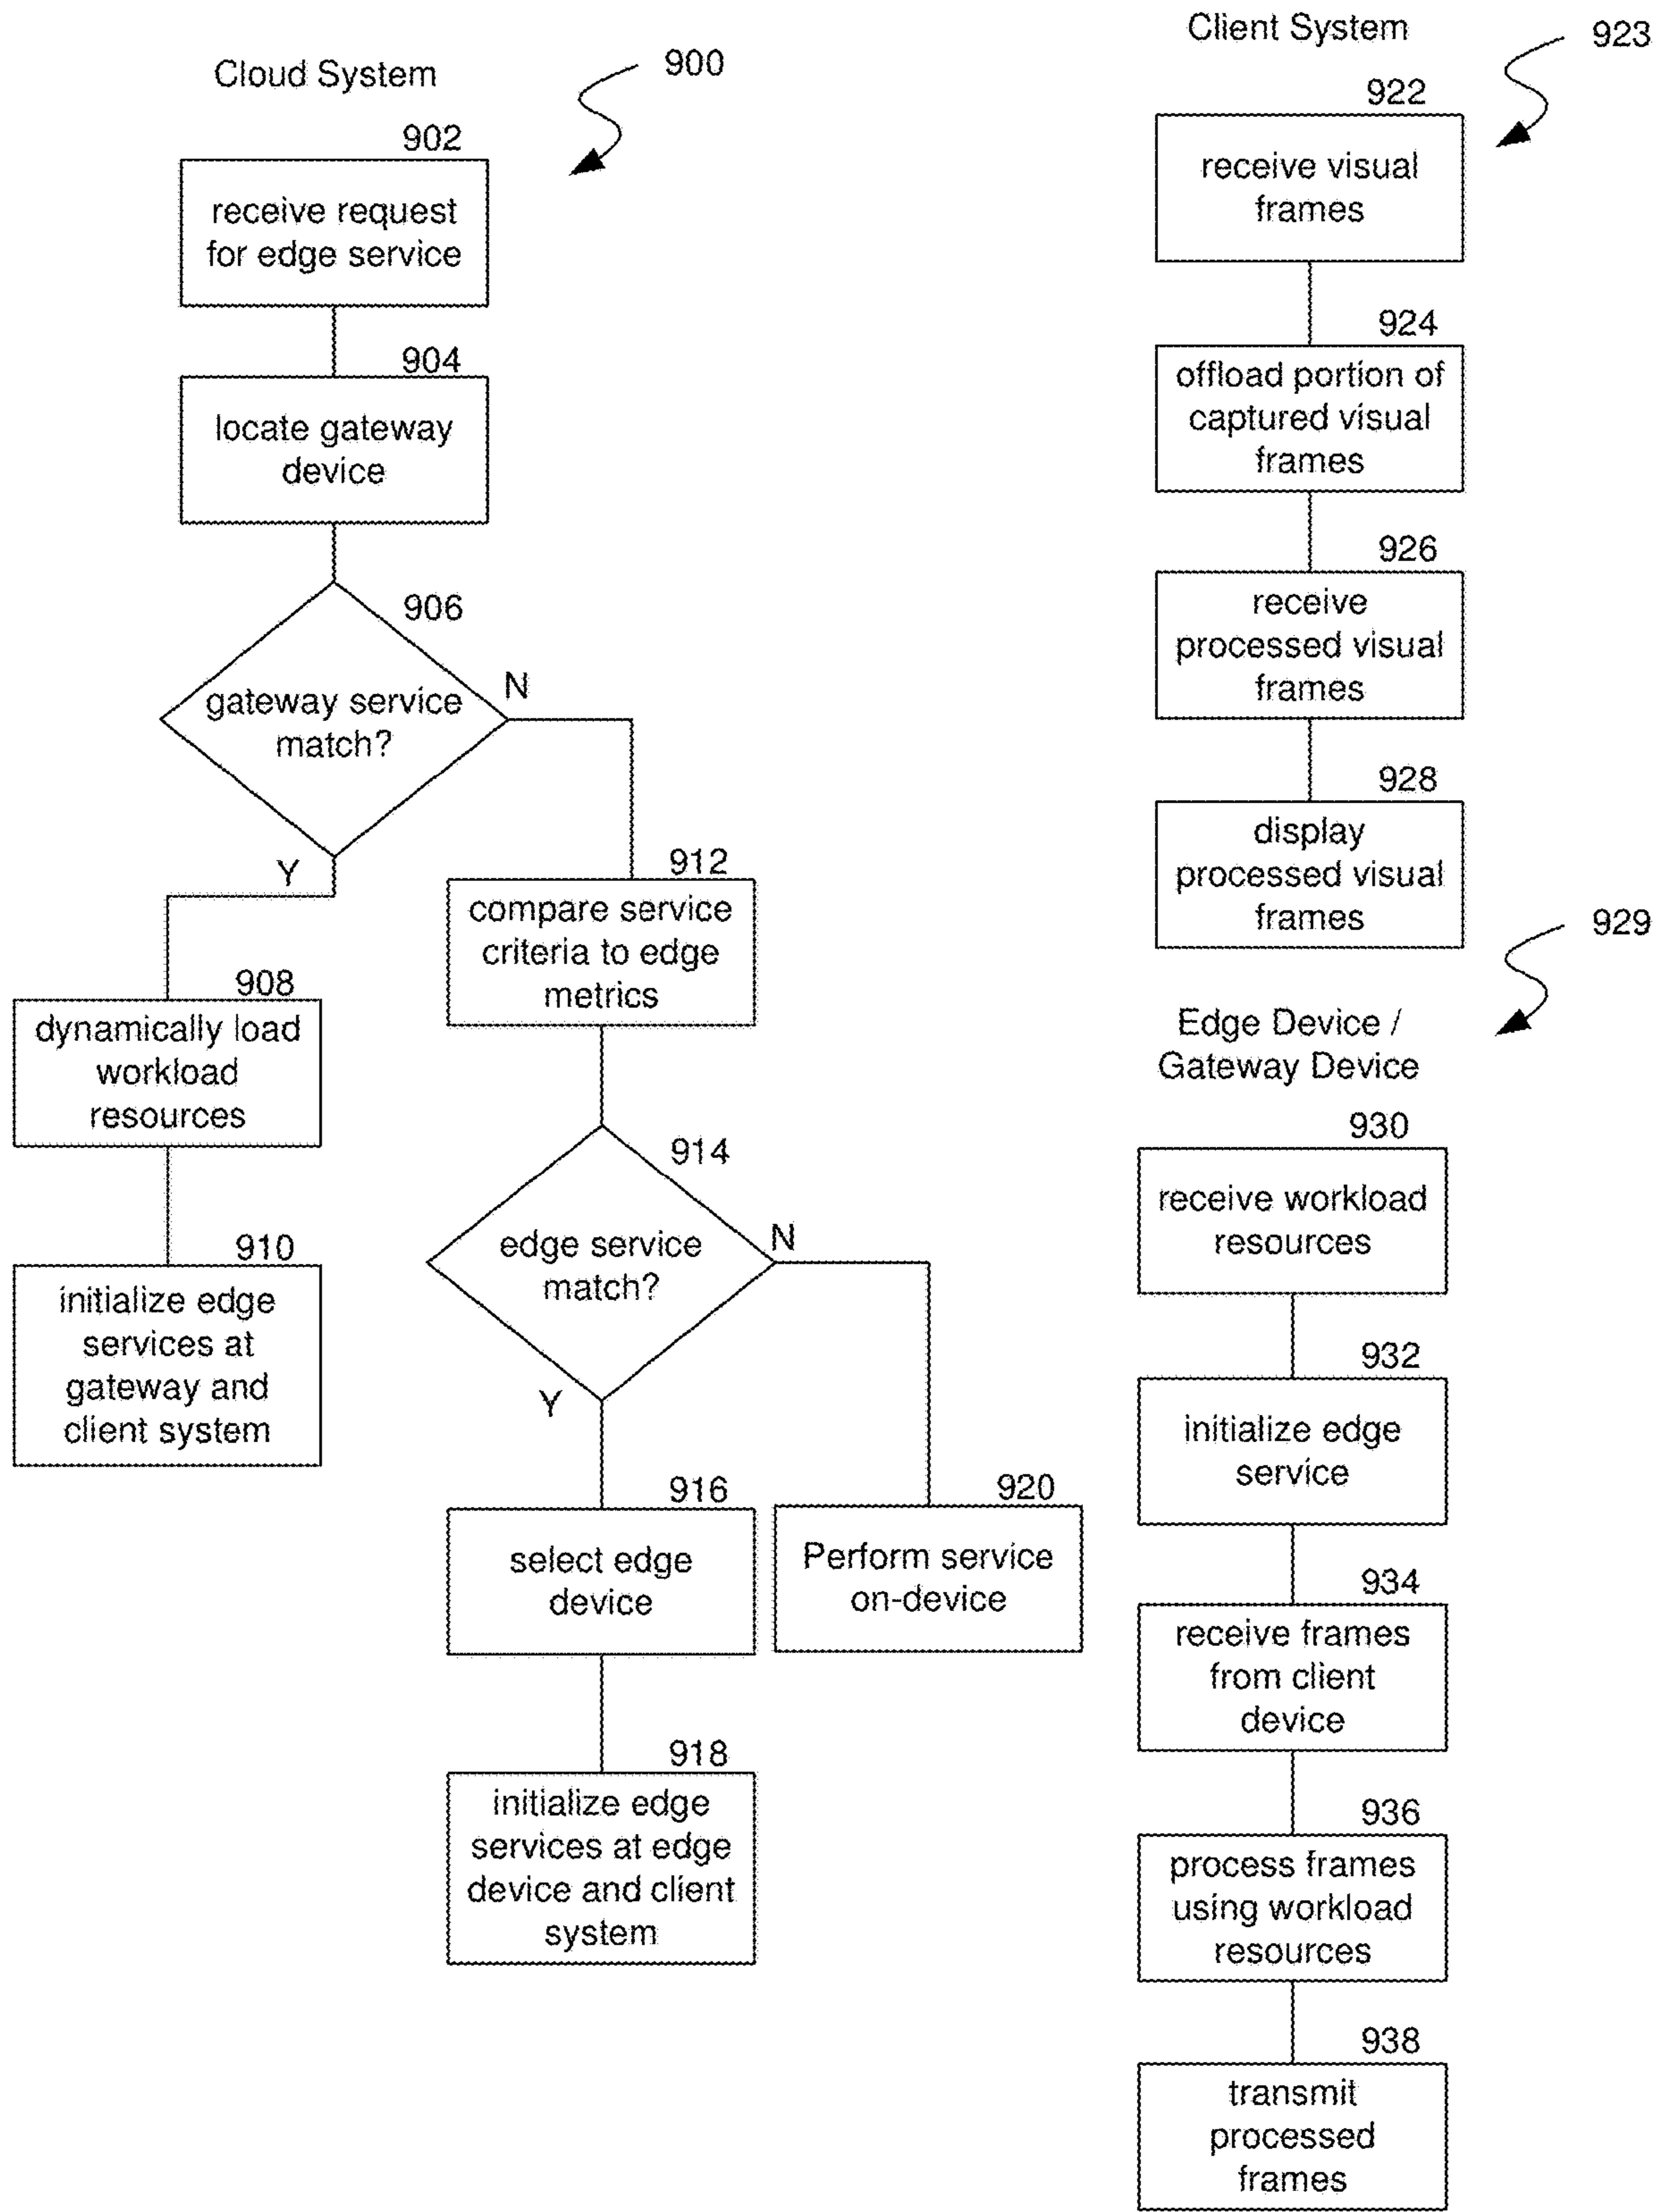 Cloud System
900
902
receive request
for edge service
904
locate gateway
device
906
gateway service
match?
N
Y
908
dynamically load
workload
resources
910
initialize edge
services at
gateway and
client system
912
compare service
criteria to edge
metrics
914
edge service
match?
N
Y
916
select edge
device
918
initialize edge
services at edge
device and client
system
920
Perform service
on-device
Client System
923
922
receive visual
frames
924
offload portion of
captured visual
frames
926
receive
processed visual
frames
928
display
processed visual
frames
929
Edge Device /
Gateway Device
930
receive workload
resources
932
initialize edge
service
934
receive frames
from client
device
936
process frames
using workload
resources
938
transmit
processed
frames